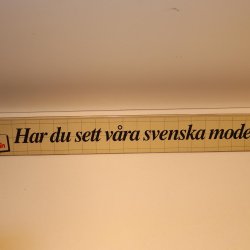 Har du sett våra svenska mode